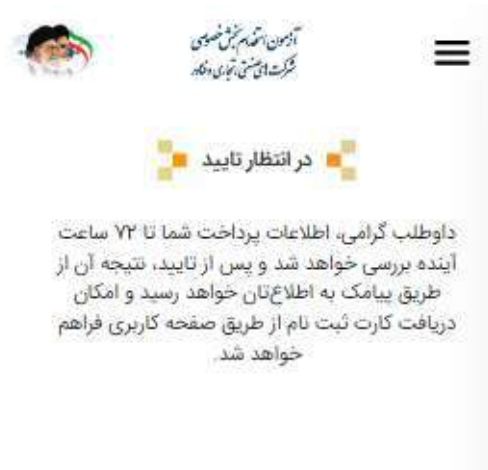 آزمون استخدام بخش خصوصی
شرکت های صنعتی، تجاری و فناور
در انتظار تایید
داوطلب گرامی، اطلاعات پرداخت شما تا ۷۲ ساعت
آینده بررسی خواهد شد و پس از تایید، نتیجه آن از
طریق پیامک به اطلاع‌تان خواهد رسید و امکان
دریافت کارت ثبت نام از طریق صفحه کاربری فراهم
خواهد شد.